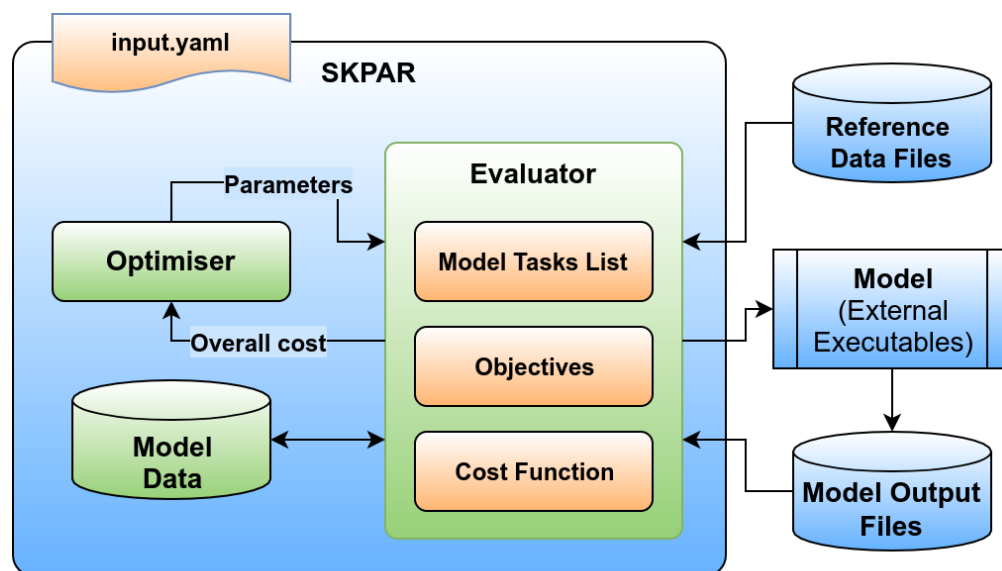 input.yaml
SKPAR
Reference
Data Files
Evaluator
Parameters
Model Tasks List
Optimiser
Model
(External
Executables)
Overall cost
Objectives
Model
Data
Cost Function
Model Output
Files